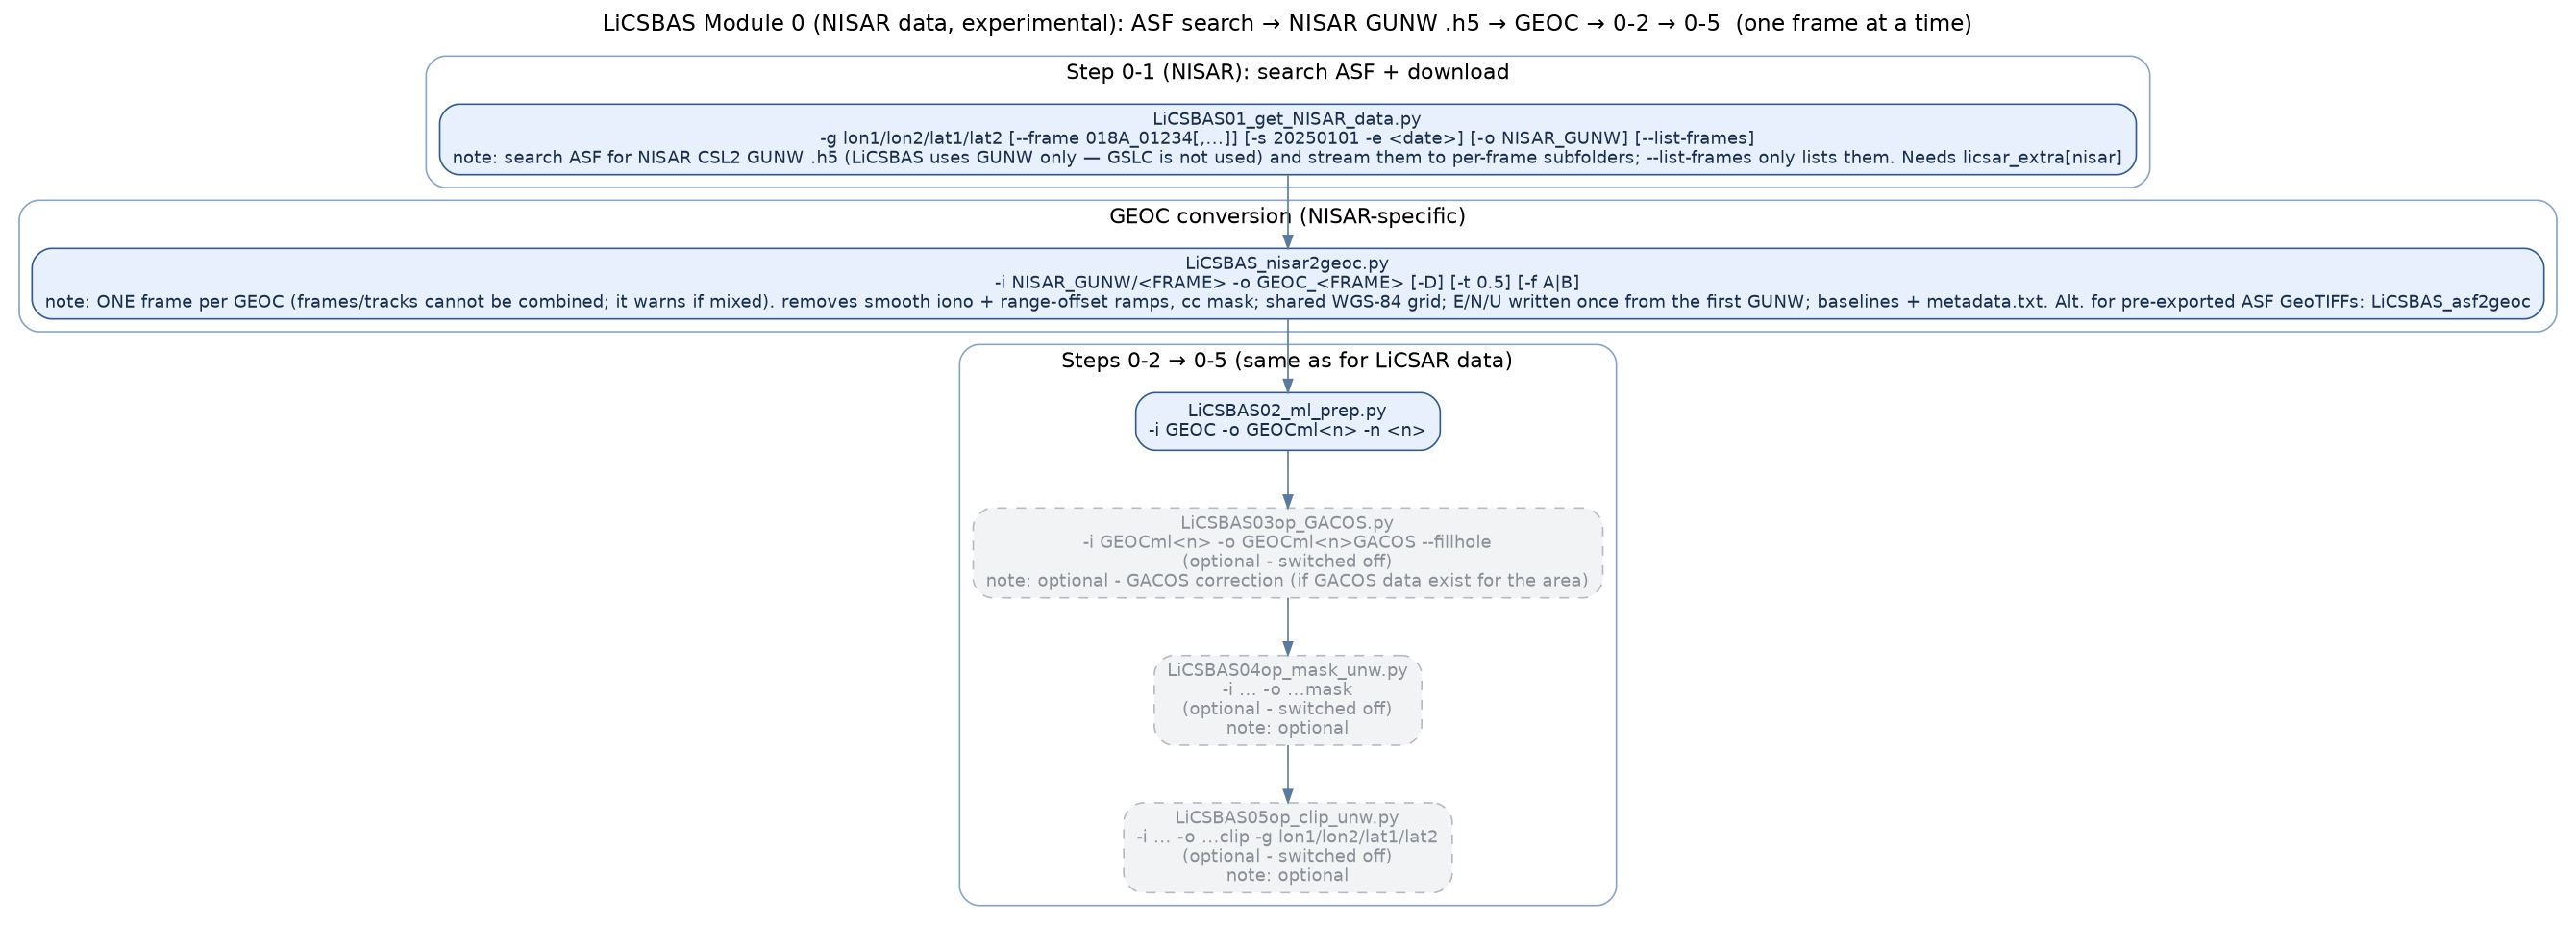 LiCSBAS Module 0 (NISAR data, experimental): ASF search → NISAR GUNW .h5 → GEOC → 0-2 → 0-5  (one frame at a time)
Step 0-1 (NISAR): search ASF + download
LiCSBAS01_get_NISAR_data.py
-g lon1/lon2/lat1/lat2 [--frame 018A_01234[,…]] [-s 20250101 -e <date>] [-o NISAR_GUNW] [--list-frames]
note: search ASF for NISAR CSL2 GUNW .h5 (LiCSBAS uses GUNW only — GSLC is not used) and stream them to per-frame subfolders; --list-frames only lists them. Needs licsar_extra[nisar]
GEOC conversion (NISAR-specific)
LiCSBAS_nisar2geoc.py
-i NISAR_GUNW/<FRAME> -o GEOC_<FRAME> [-D] [-t 0.5] [-f A|B]
note: ONE frame per GEOC (frames/tracks cannot be combined; it warns if mixed). removes smooth iono + range-offset ramps, cc mask; shared WGS-84 grid; E/N/U written once from the first GUNW; baselines + metadata.txt. Alt. for pre-exported ASF GeoTIFFs: LiCSBAS_asf2geoc
Steps 0-2 → 0-5 (same as for LiCSAR data)
LiCSBAS02_ml_prep.py
-i GEOC -o GEOCml<n> -n <n>
LiCSBAS03op_GACOS.py
-i GEOCml<n> -o GEOCml<n>GACOS --fillhole
(optional - switched off)
note: optional - GACOS correction (if GACOS data exist for the area)
LiCSBAS04op_mask_unw.py
-i … -o …mask
(optional - switched off)
note: optional
LiCSBAS05op_clip_unw.py
-i … -o …clip -g lon1/lon2/lat1/lat2
(optional - switched off)
note: optional